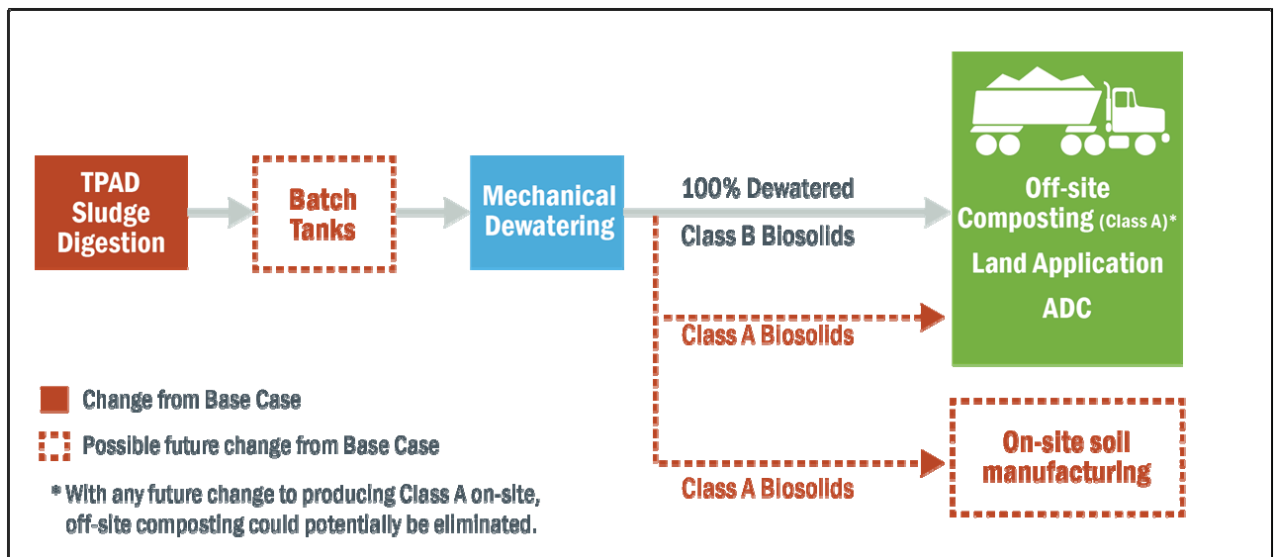 TPAD
Sludge
Digestion
Batch
Tanks
Mechanical
Dewatering
100% Dewatered
Class B Biosolids
Off-site
Composting (Class A)*
Land Application
ADC
Class A Biosolids
Class A Biosolids
On-site soil
manufacturing
Change from Base Case
Possible future change from Base Case
* With any future change to producing Class A on-site,
off-site composting could potentially be eliminated.